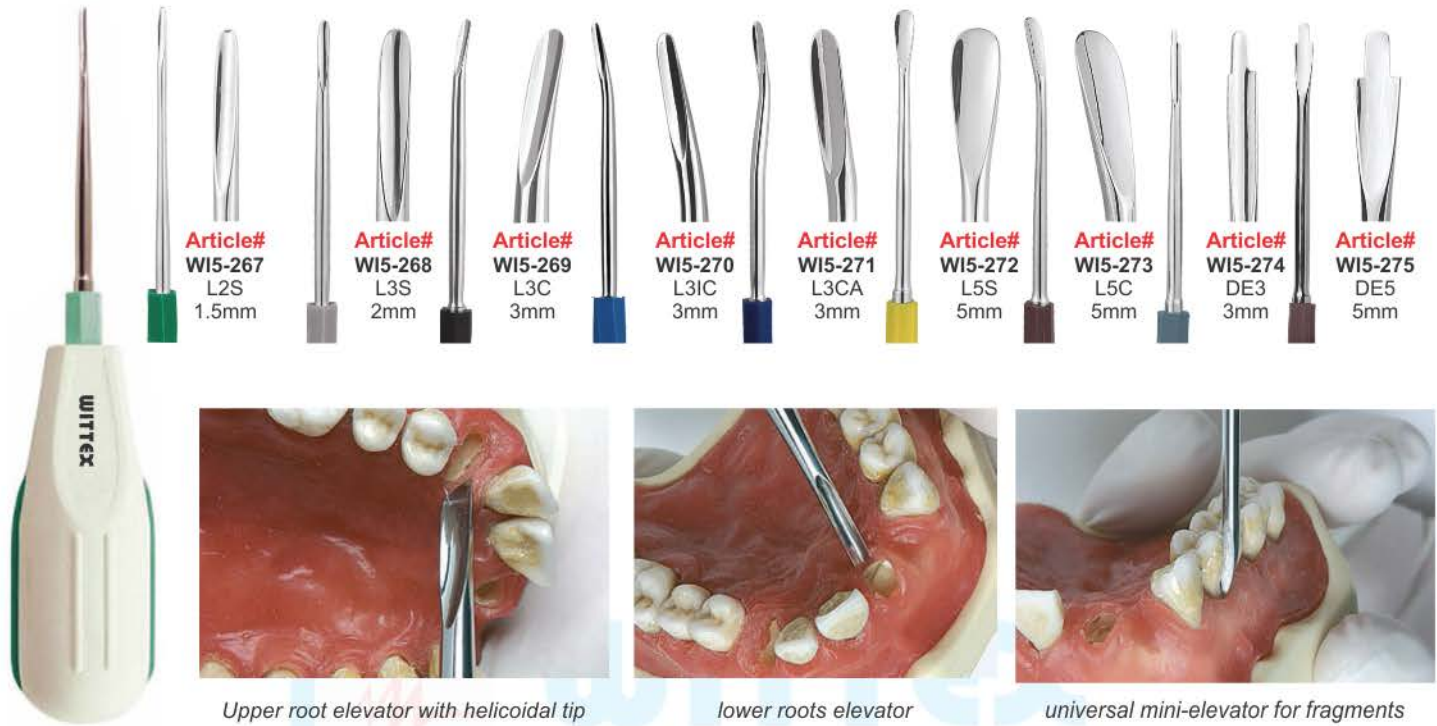 Article#
WI5-267
L2S
1.5mm
Article#
WI5-268
L3S
2mm
Article#
WI5-269
L3C
3mm
Article#
WI5-270
L3IC
3mm
Article#
WI5-271
L3CA
3mm
Article#
WI5-272
L5S
5mm
Article#
WI5-273
L5C
5mm
Article#
WI5-274
DE3
3mm
Article#
WI5-275
DE5
5mm
WITTEX
Upper root elevator with helicoidal tip
lower roots elevator
universal mini-elevator for fragments
WITTEX